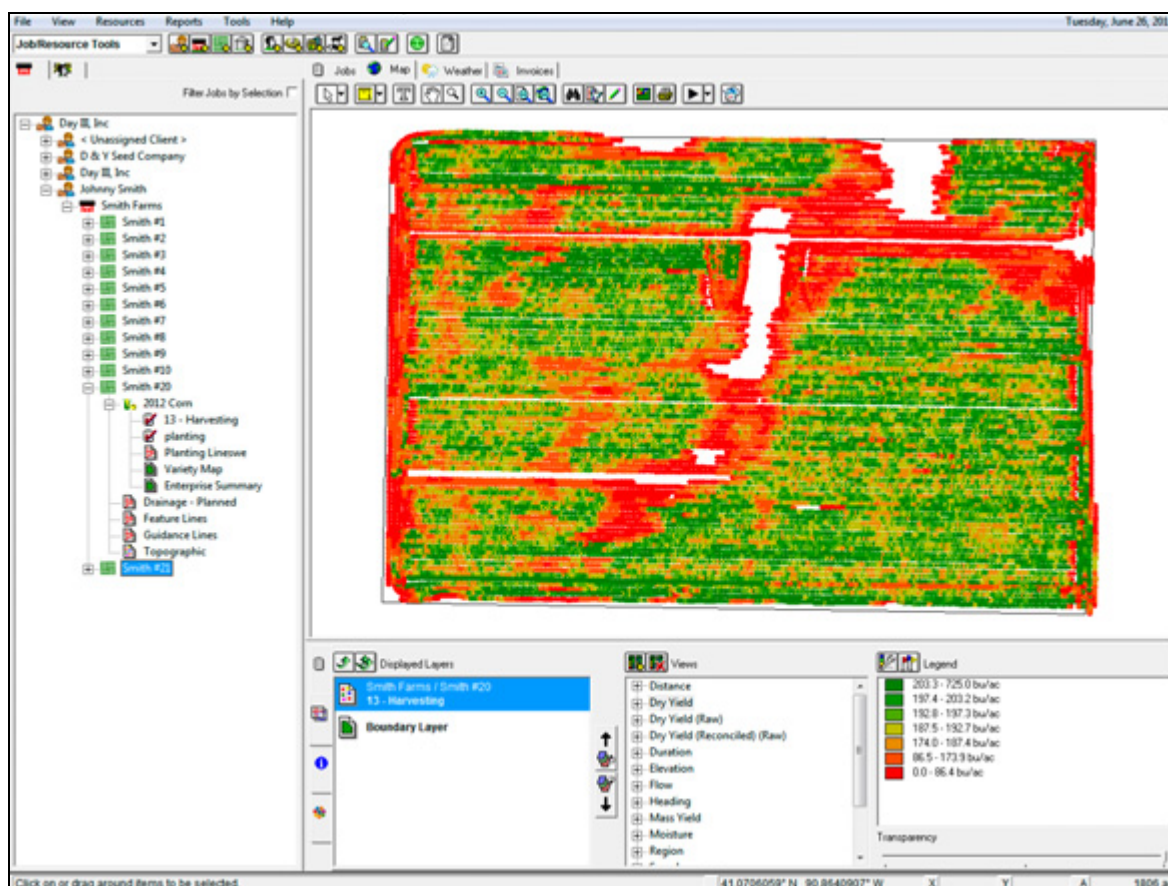 File View Resources Reports Tools Help Tuesday, June 26, 201
Job/Resource Tools
Jobs Map Weather Invoices
Filter Jobs by Selection
Day III, Inc
< Unassigned Client >
D & Y Seed Company
Day III, Inc
Johnny Smith
Smith Farms
Smith #1
Smith #2
Smith #3
Smith #4
Smith #5
Smith #6
Smith #7
Smith #8
Smith #9
Smith #10
Smith #20
2012 Corn
13 - Harvesting
planting
Planting Lineswe
Variety Map
Enterprise Summary
Drainage - Planned
Feature Lines
Guidance Lines
Topographic
Smith #21
Displayed Layers
Smith Farms / Smith #20
13 - Harvesting
Boundary Layer
Views
Distance
Dry Yield
Dry Yield (Raw)
Dry Yield (Reconciled) (Raw)
Duration
Elevation
Flow
Heading
Mass Yield
Moisture
Region
Legend
203.3 - 725.0 bu/ac
197.4 - 203.2 bu/ac
192.8 - 197.3 bu/ac
187.5 - 192.7 bu/ac
174.0 - 187.4 bu/ac
86.5 - 173.9 bu/ac
0.0 - 86.4 bu/ac
Transparency
Click on or drag around items to be selected. 41.0706059° N 90.8640907° W X Y A 1806